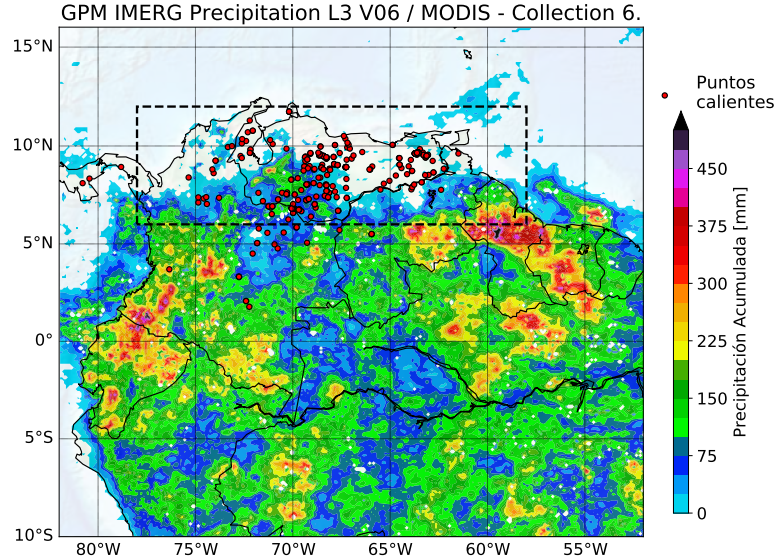 GPM IMERG Precipitation L3 V06 / MODIS - Collection 6.
15°N
10°N
5°N
0°
5°S
10°S
80°W
75°W
70°W
65°W
60°W
55°W
Puntos
calientes
450
375
300
225
150
75
0
Precipitación Acumulada [mm]